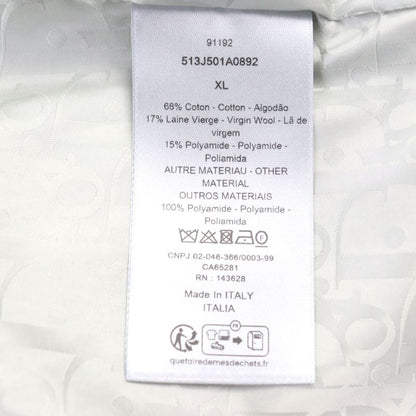 91192
513J501A0892
XL
68% Coton - Cotton - Algodão
17% Laine Vierge - Virgin Wool - Lã de
virgem
15% Polyamide - Polyamide -
Poliamida
AUTRE MATERIAU - OTHER
MATERIAL
OUTROS MATERIAIS
100% Polyamide - Polyamide -
Poliamida
CNPJ 02-046-366/0003-99
CA65281
RN : 143628
Made In ITALY
ITALIA
FR
quefairedemesdechets.fr